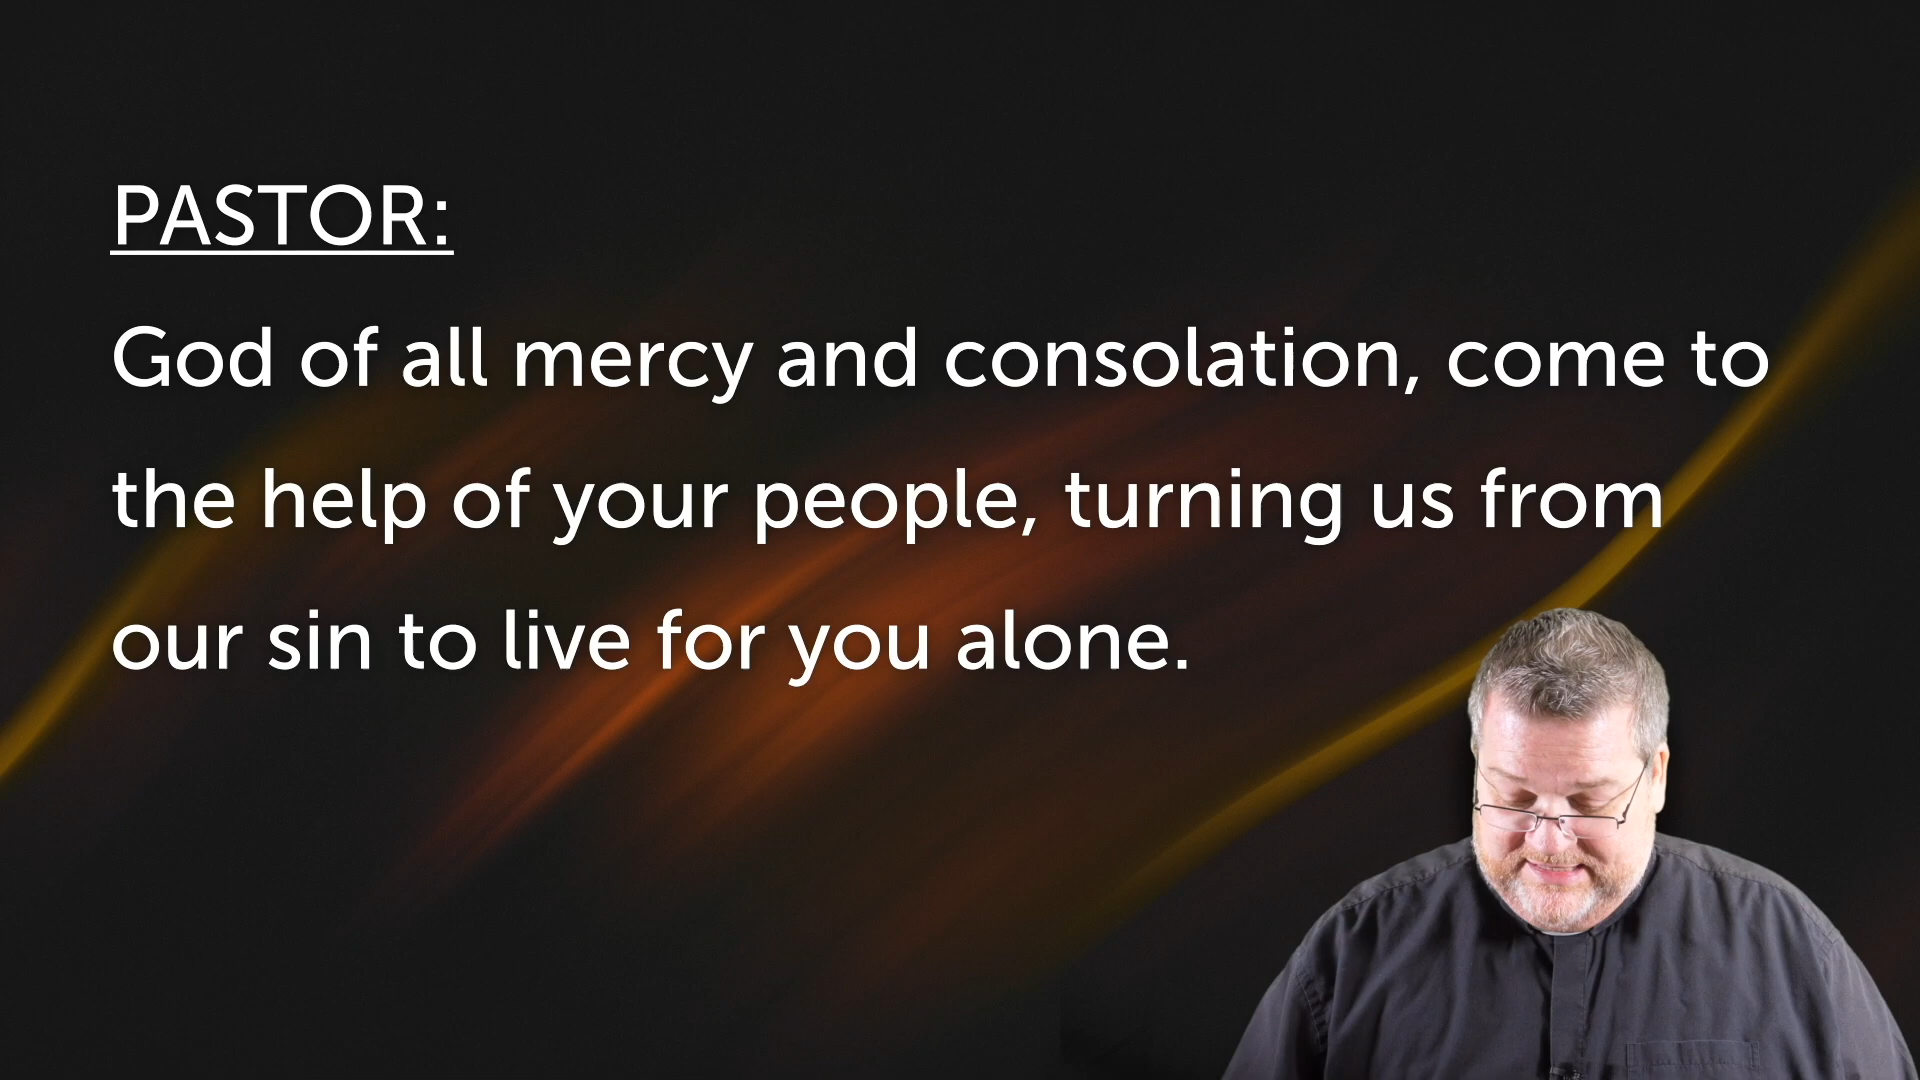 PASTOR:
God of all mercy and consolation, come to
the help of your people, turning us from
our sin to live for you alone.